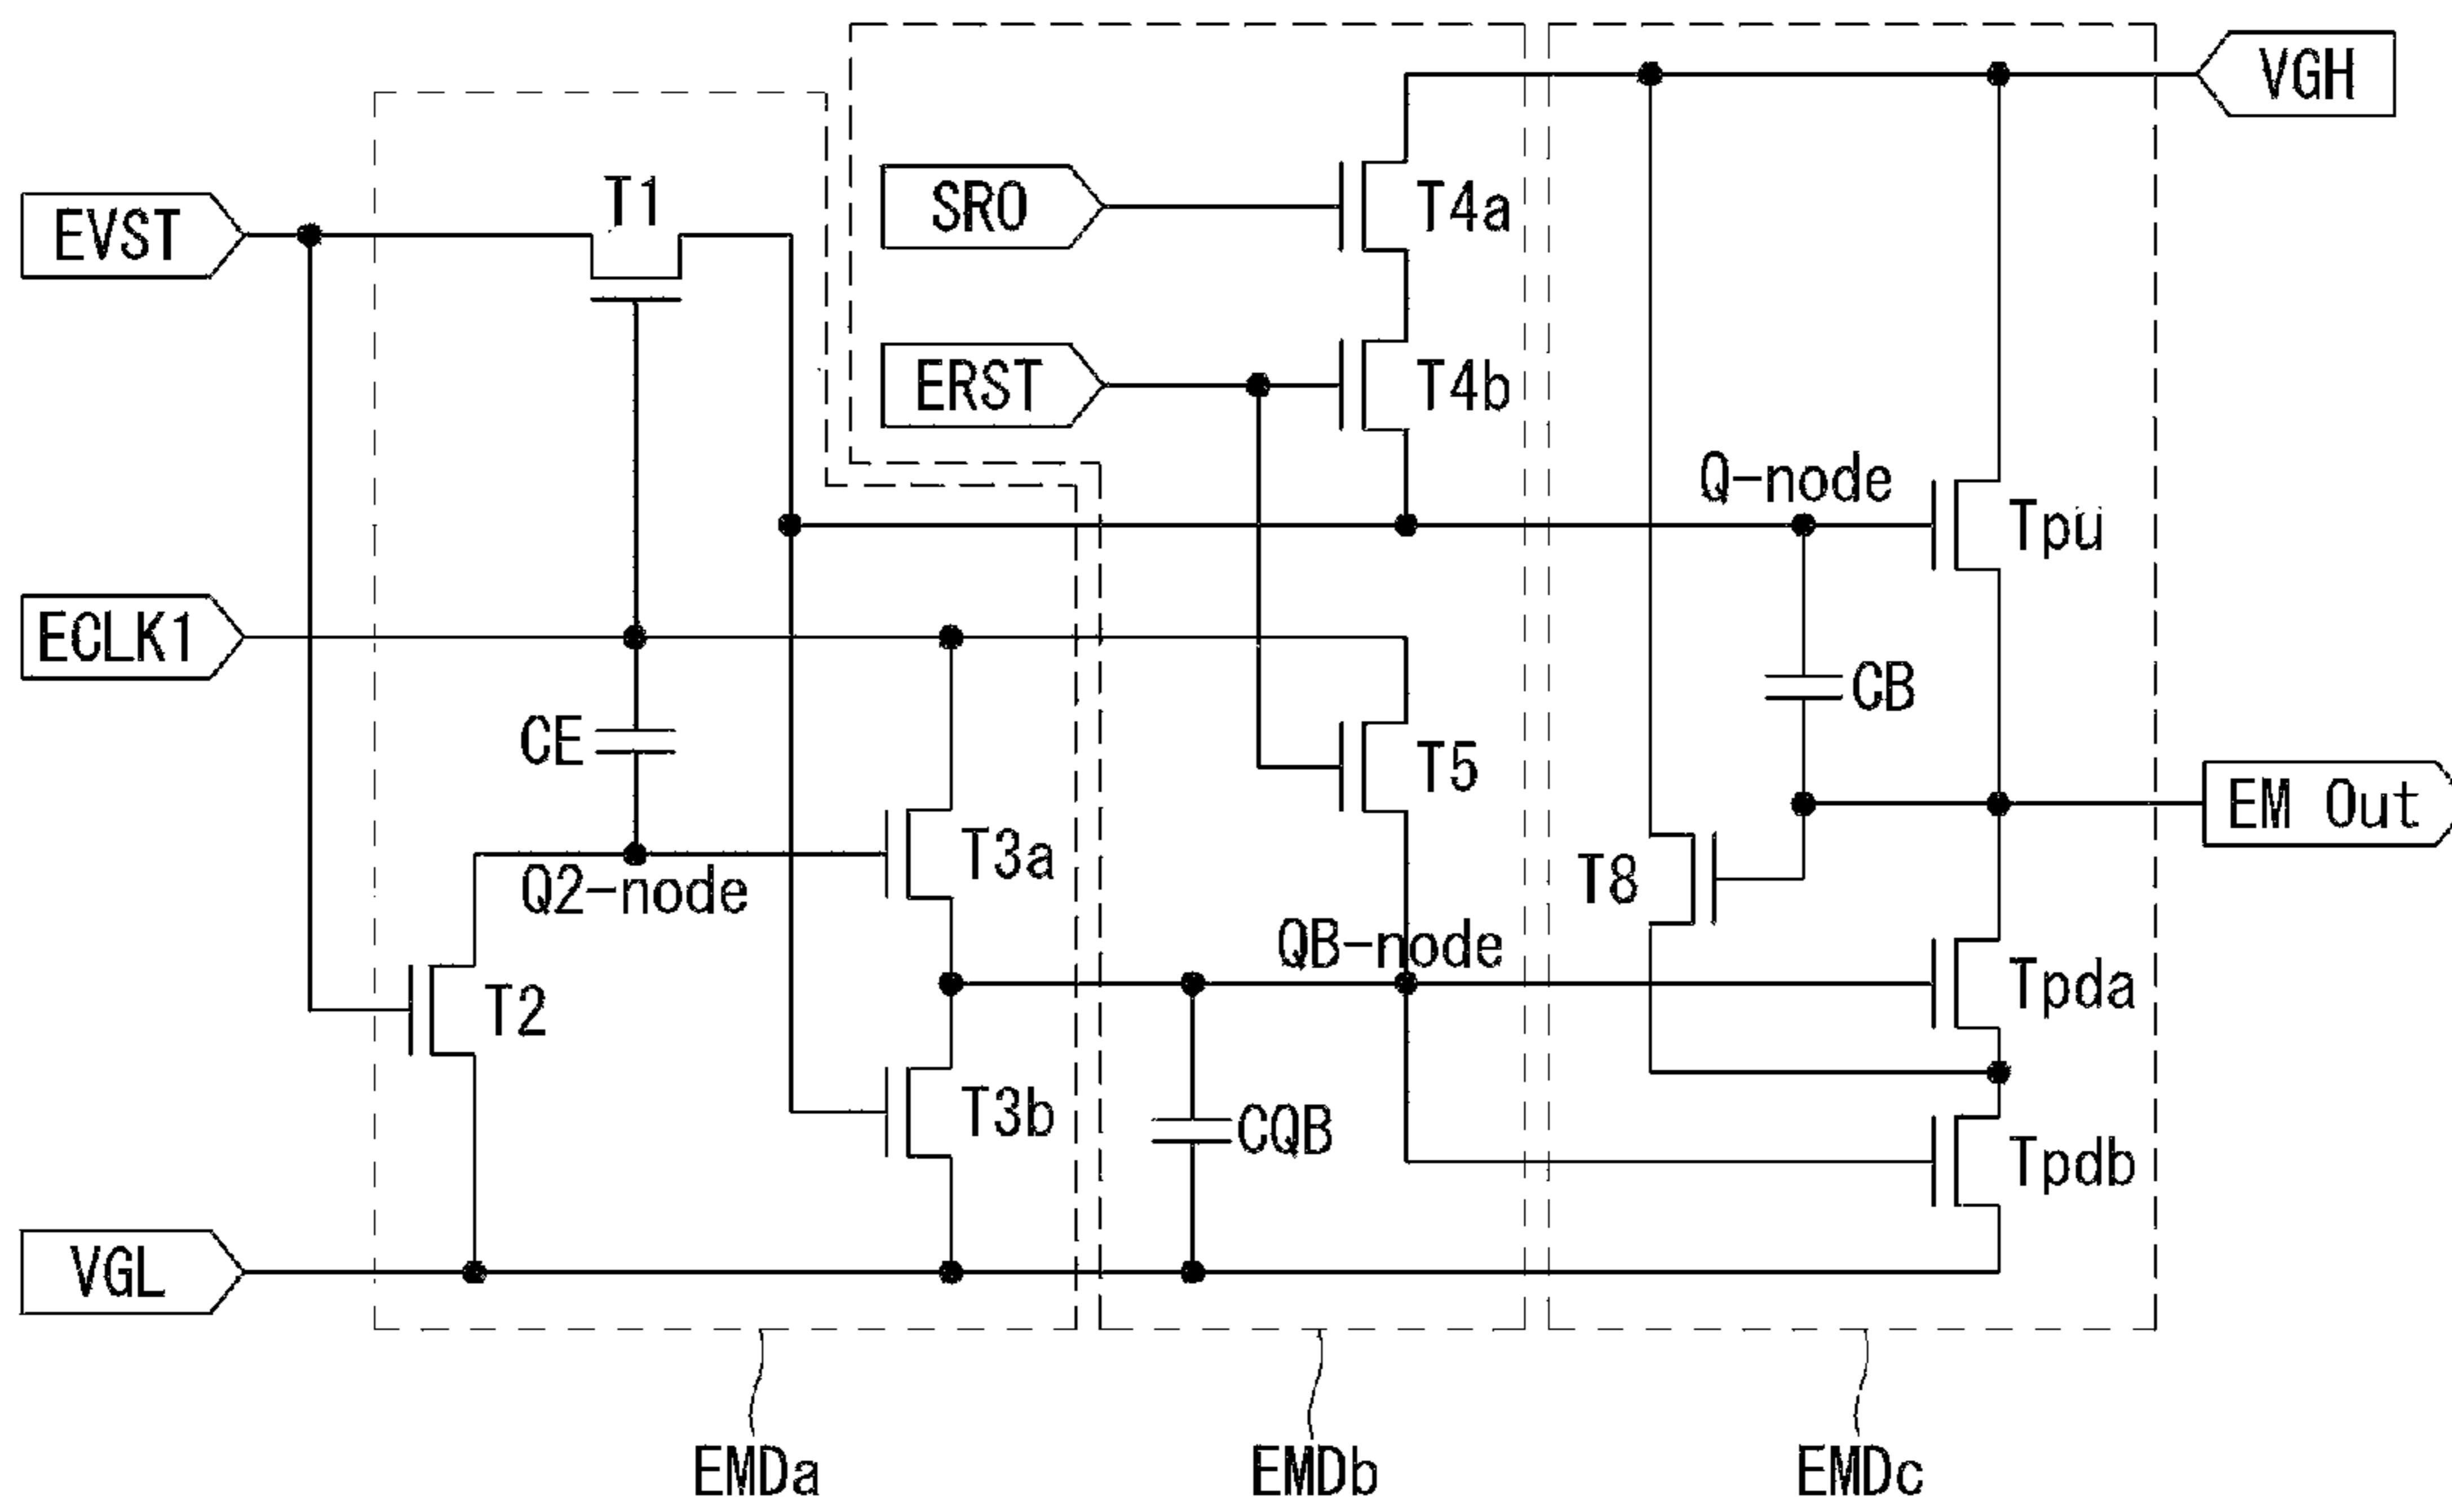 VGH
T1
SRO
T4a
EVST
ERST
T4b
Q-node
Tpu
ECLK1
CB
CE
T5
EM Out
T3a
T8
Q2-node
QB-node
Tpda
T2
T3b
CQB
Tpdb
VGL
EMDa
EMDb
EMDc